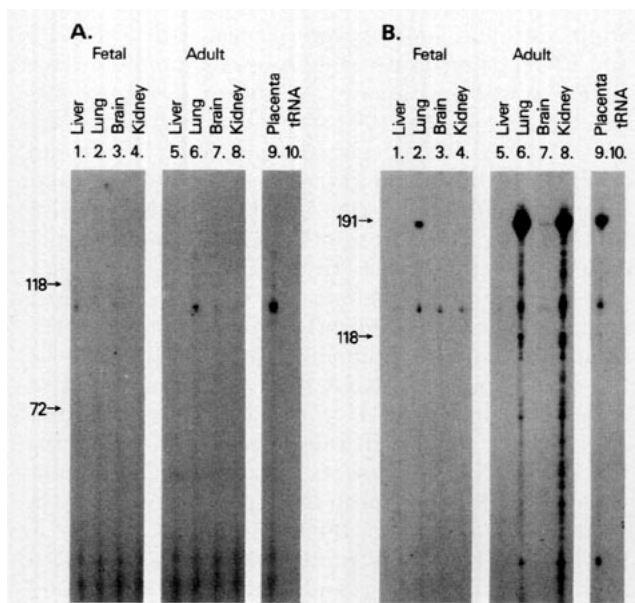 A.
Fetal Adult
Liver Lung Brain Kidney Liver Lung Brain Kidney Placenta tRNA
1. 2. 3. 4. 5. 6. 7. 8. 9. 10.
118→
72→
B.
Fetal Adult
Liver Lung Brain Kidney Liver Lung Brain Kidney Placenta tRNA
1. 2. 3. 4. 5. 6. 7. 8. 9. 10.
191→
118→